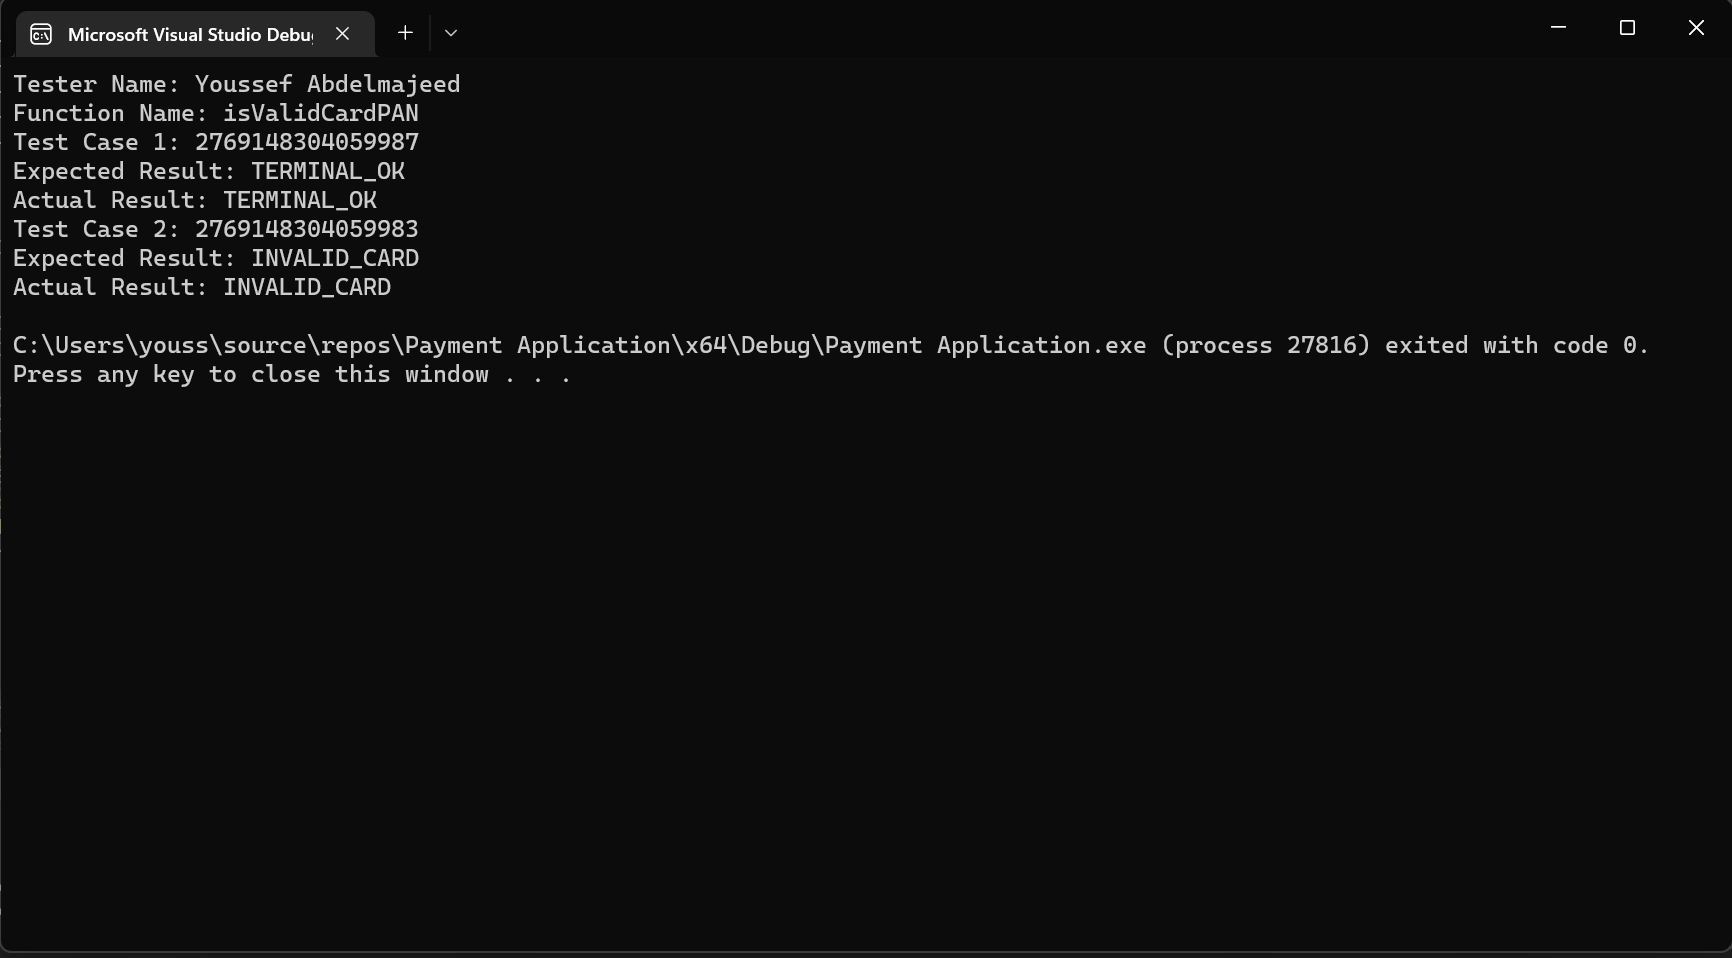 Microsoft Visual Studio Debu
Tester Name: Youssef Abdelmajeed
Function Name: isValidCardPAN
Test Case 1: 2769148304059987
Expected Result: TERMINAL_OK
Actual Result: TERMINAL_OK
Test Case 2: 2769148304059983
Expected Result: INVALID_CARD
Actual Result: INVALID_CARD
C:\Users\youss\source\repos\Payment Application\x64\Debug\Payment Application.exe (process 27816) exited with code 0.
Press any key to close this window . . .